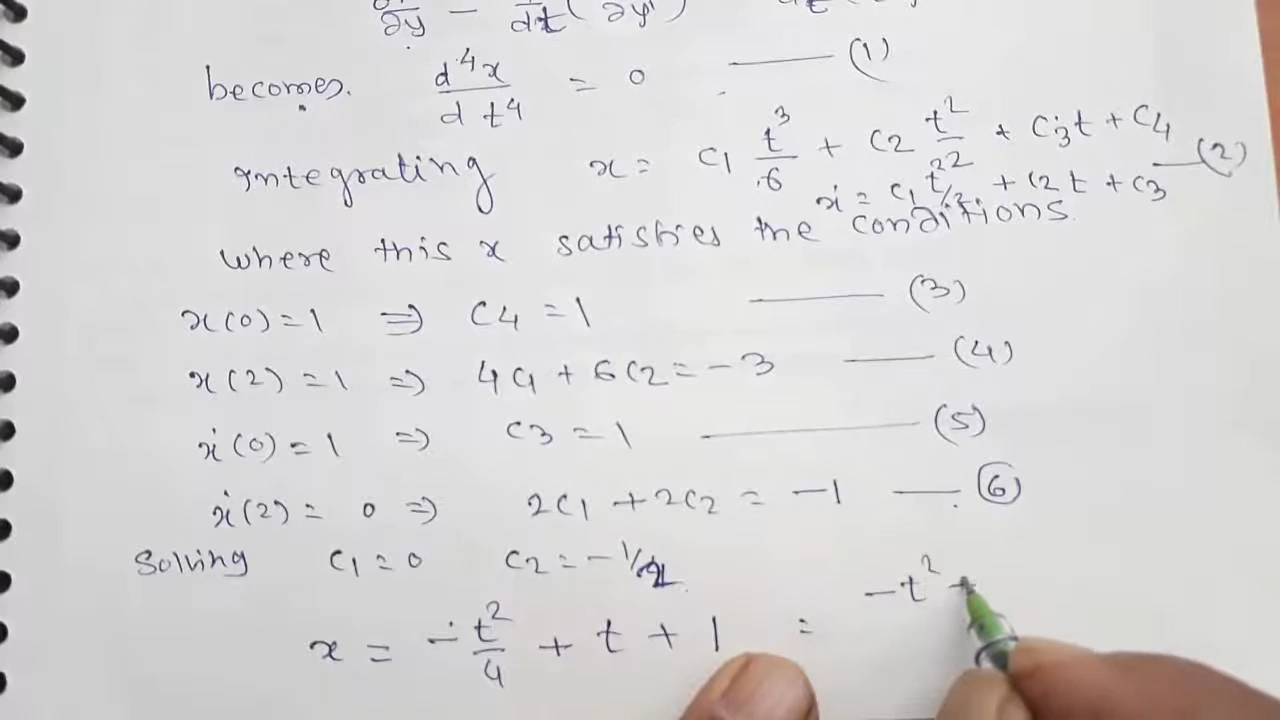 ∂y − d/dt ( ∂y' )
becomes. d⁴x/dt⁴ = 0 —— (1)
Integrating x = c1 t³/6 + c2 t²/2 + c3t + c4 —— (2)
ẋ = c1 t²/2 + c2t + c3
where this x satisfies the conditions.
x(0)=1 ⇒ c4 = 1 —— (3)
x(2)=1 ⇒ 4c1 + 6c2 = −3 —— (4)
ẋ(0)=1 ⇒ c3 = 1 —— (5)
ẋ(2)= 0 ⇒ 2c1 + 2c2 = −1 —— (6)
Solving c1 = 0 c2 = −1/2
x = −t²/4 + t + 1 = −t² +